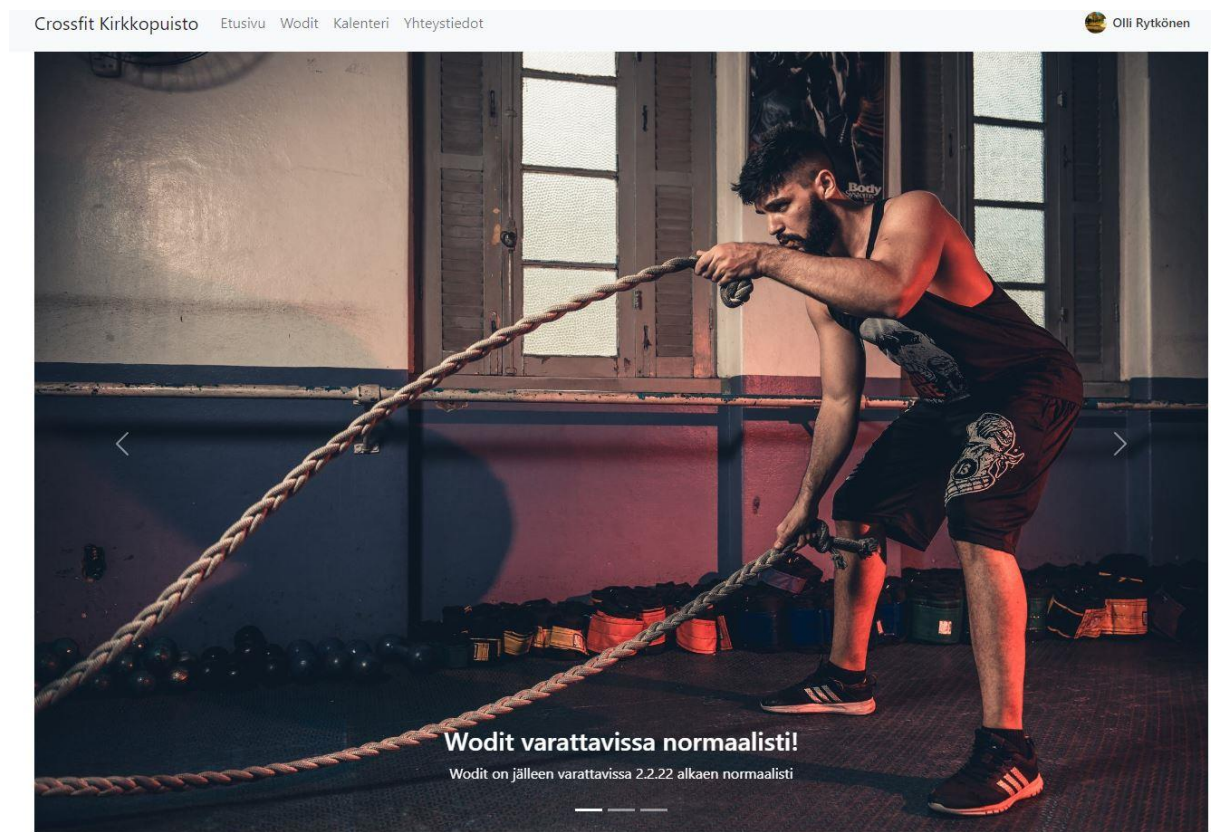 Crossfit Kirkkopuisto Etusivu Wodit Kalenteri Yhteystiedot Olli Rytkönen
Body
13
Wodit varattavissa normaalisti!
Wodit on jälleen varattavissa 2.2.22 alkaen normaalisti